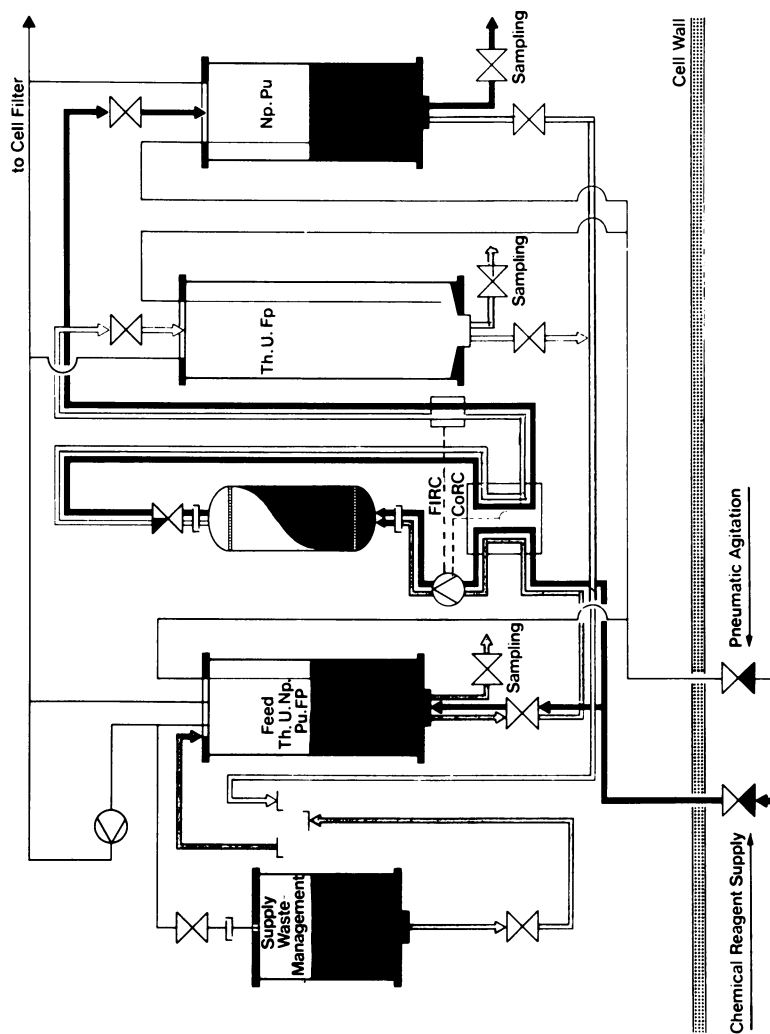 to Cell Filter
Np. Pu
Sampling
Th. U. Fp
Sampling
FIRC
CoRC
Feed
Th. U. Np.
Pu. FP
Sampling
Supply
Waste-
Management
Cell Wall
Pneumatic Agitation
Chemical Reagent Supply